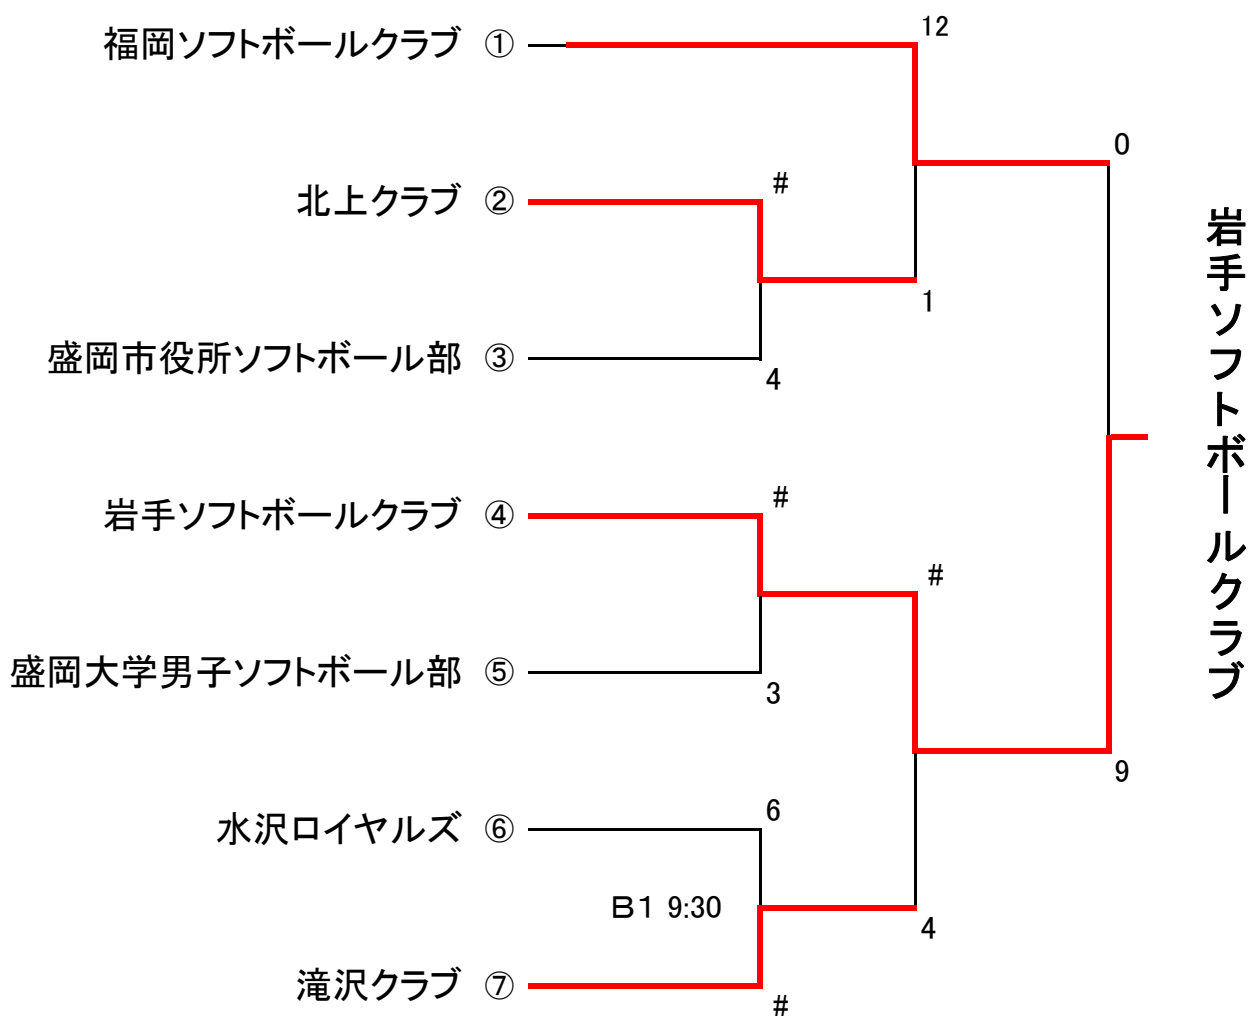 12
福岡ソフトボールクラブ ①
0
#
北上クラブ ②
1
盛岡市役所ソフトボール部 ③
4
岩手ソフトボールクラブ
#
岩手ソフトボールクラブ ④
#
盛岡大学男子ソフトボール部 ⑤
3
9
6
水沢ロイヤルズ ⑥
B1 9:30
4
滝沢クラブ ⑦
#